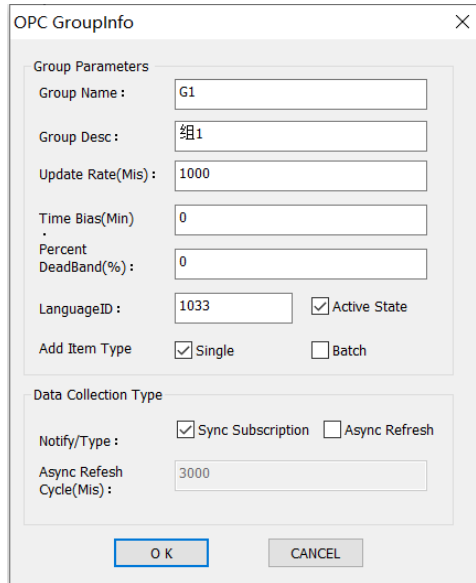 OPC GroupInfo
Group Parameters
Group Name： G1
Group Desc： 组1
Update Rate(Mis)： 1000
Time Bias(Min)： 0
Percent
DeadBand(%)： 0
LanguageID： 1033 Active State
Add Item Type Single Batch
Data Collection Type
Notify/Type： Sync Subscription Async Refresh
Async Refesh
Cycle(Mis)： 3000
O K CANCEL